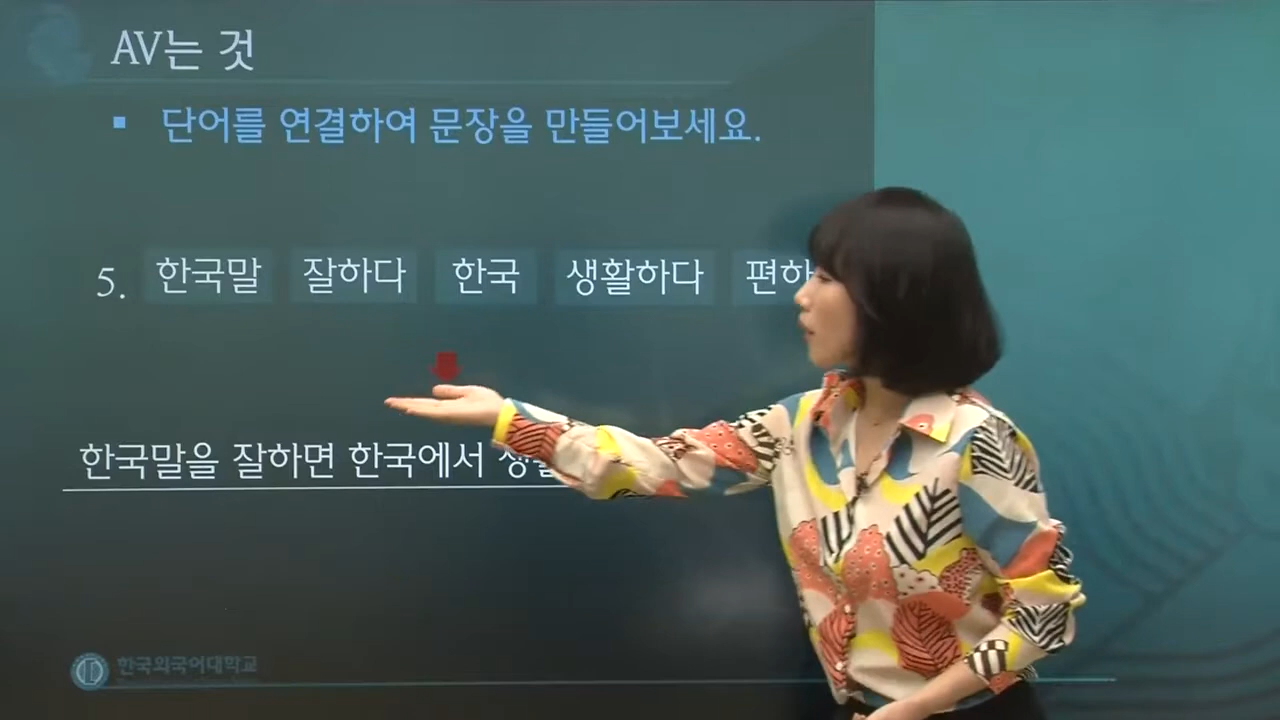 AV는 것
▪ 단어를 연결하여 문장을 만들어보세요.
5. 한국말 잘하다 한국 생활하다 편하
한국말을 잘하면 한국에서
한국외국어대학교